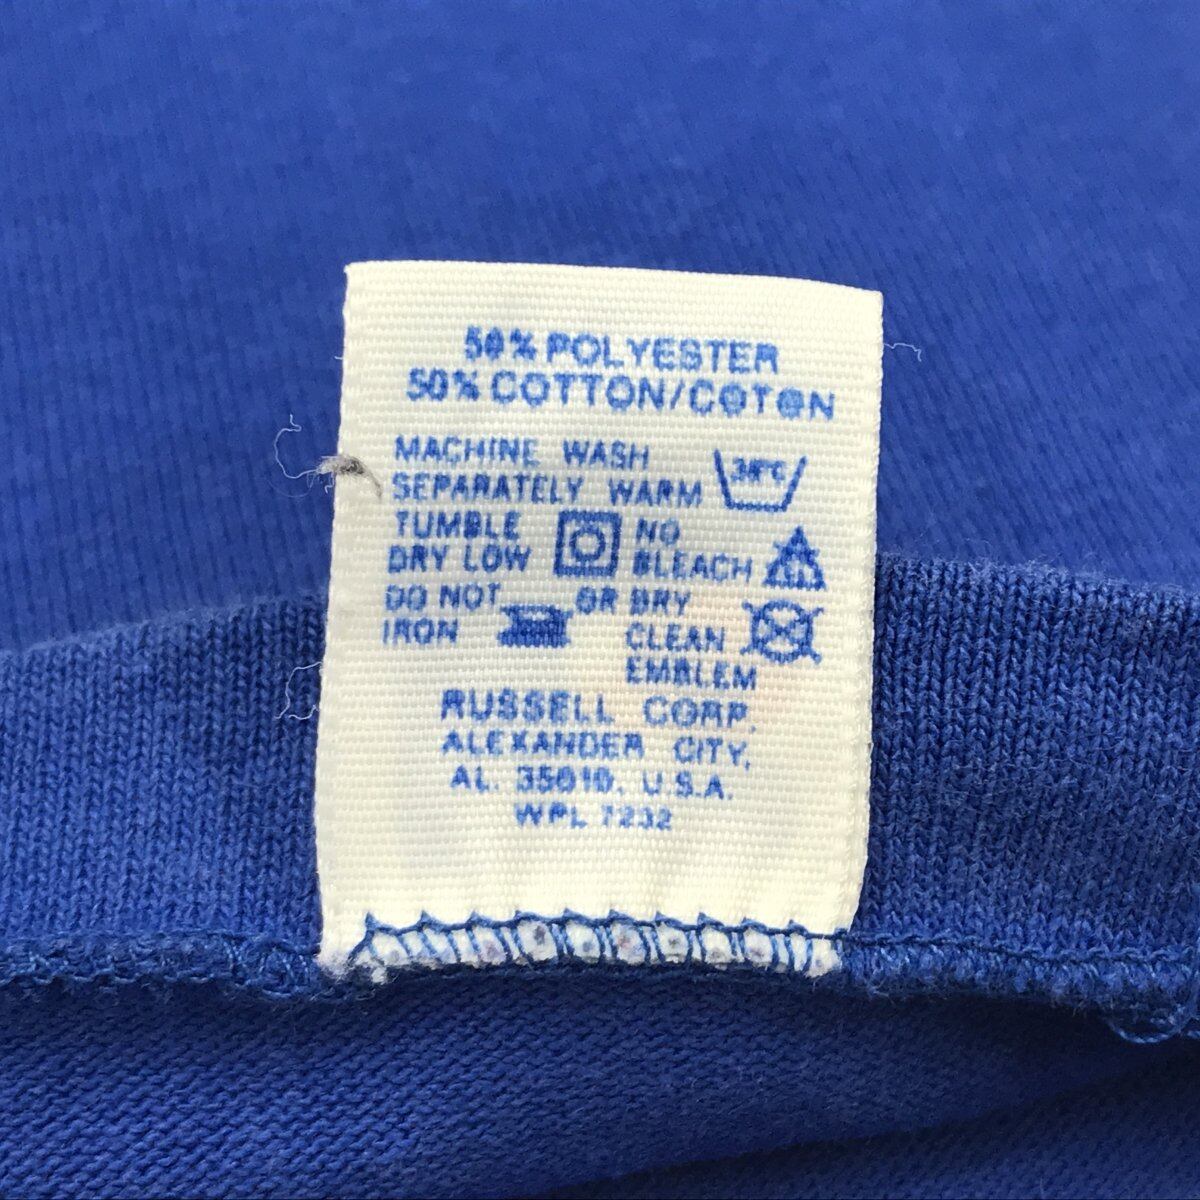 50% POLYESTER
50% COTTON/COTON
MACHINE WASH
SEPARATELY WARM
38°C
TUMBLE
DRY LOW
NO
BLEACH
DO NOT
IRON
OR DRY
CLEAN
EMBLEM
RUSSELL CORP.
ALEXANDER CITY,
AL. 35010, U.S.A.
WPL 7232